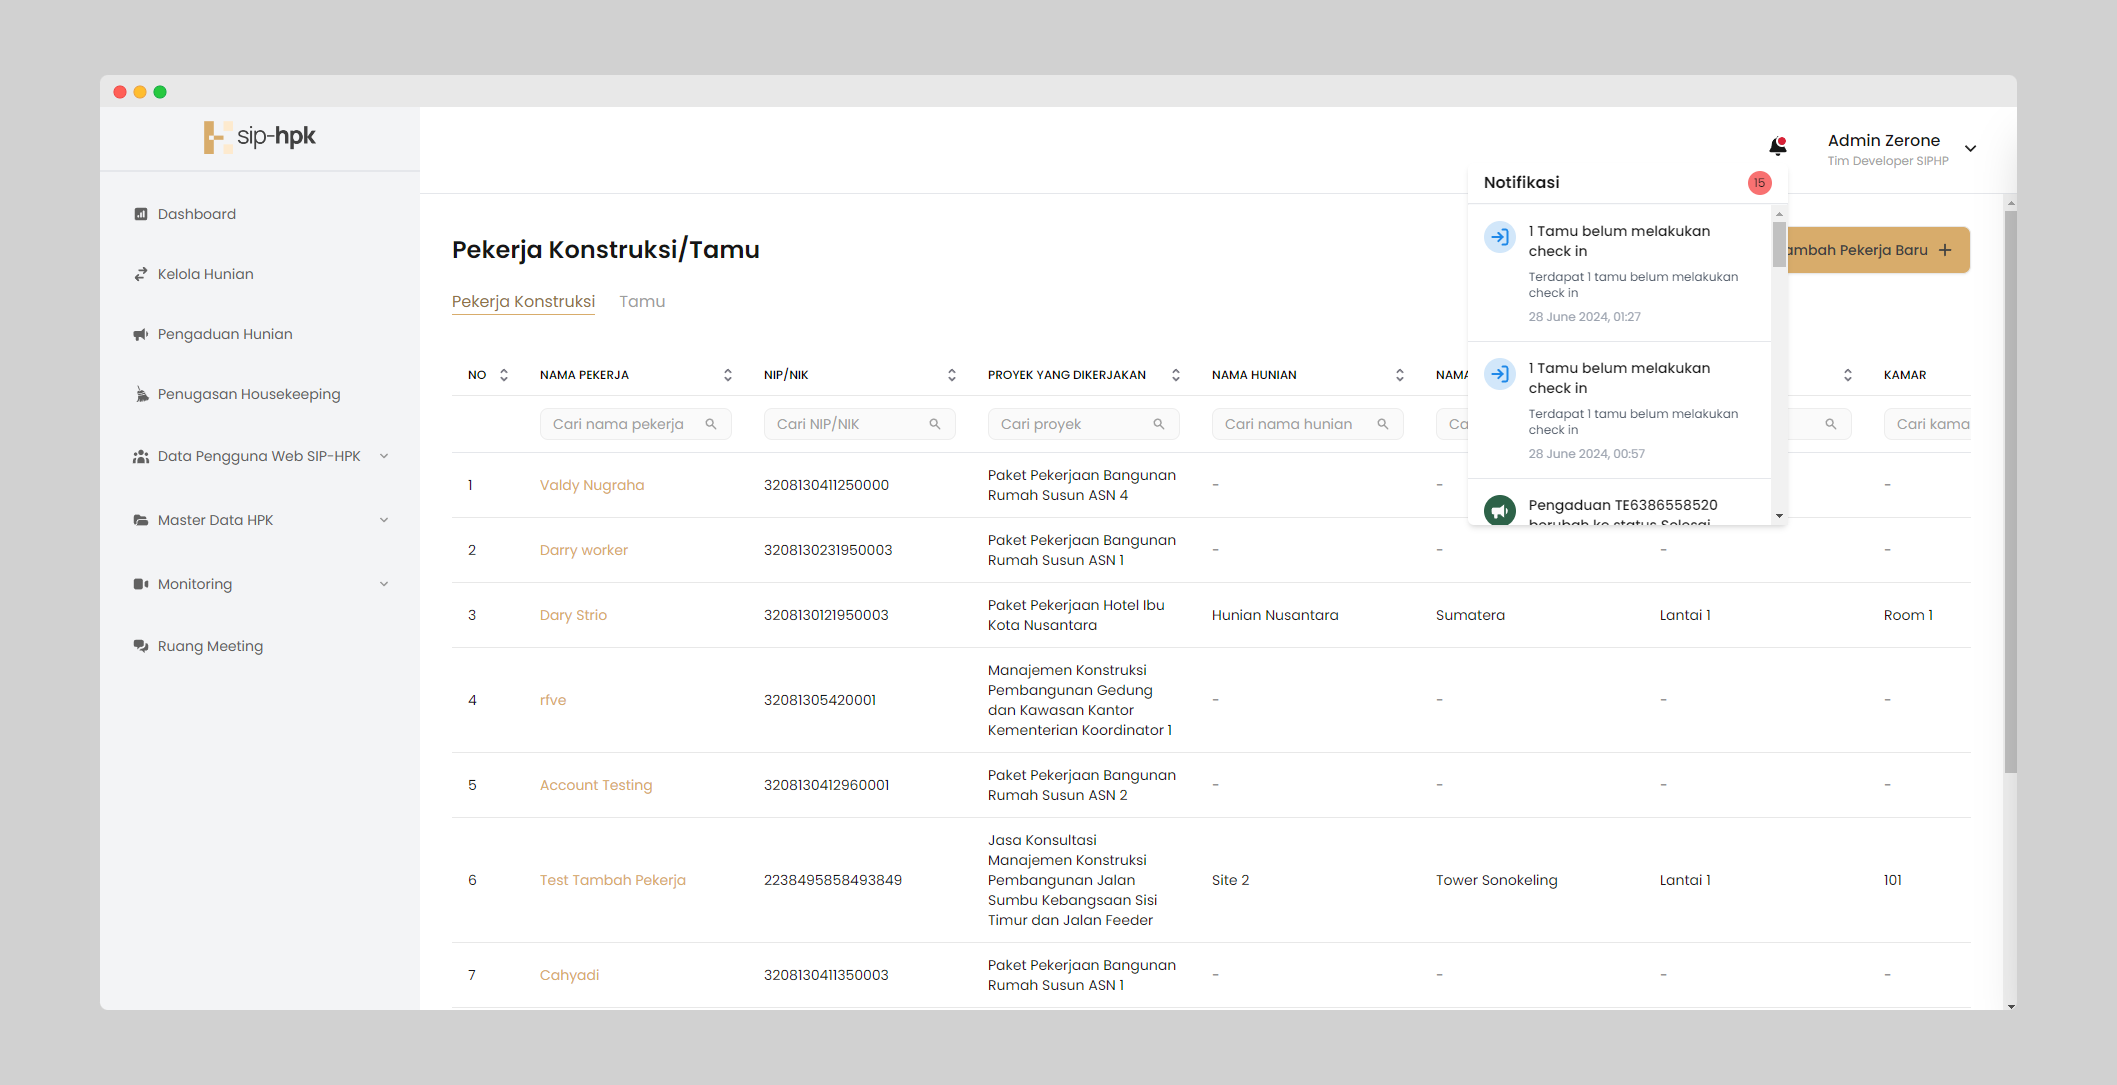 sip-hpk
Admin Zerone
Tim Developer SIPHP
Dashboard
Kelola Hunian
Pengaduan Hunian
Penugasan Housekeeping
Data Pengguna Web SIP-HPK
Master Data HPK
Monitoring
Ruang Meeting
Notifikasi
15
1 Tamu belum melakukan
check in
Terdapat 1 tamu belum melakukan
check in
28 June 2024, 01:27
1 Tamu belum melakukan
check in
Terdapat 1 tamu belum melakukan
check in
28 June 2024, 00:57
Pengaduan TE6386558520
berubah ke status Selesai
Pekerja Konstruksi/Tamu
ambah Pekerja Baru +
Pekerja Konstruksi Tamu
NO NAMA PEKERJA NIP/NIK PROYEK YANG DIKERJAKAN NAMA HUNIAN NAMA KAMAR
Cari nama pekerja Cari NIP/NIK Cari proyek Cari nama hunian Ca Cari kama
1 Valdy Nugraha 3208130411250000 Paket Pekerjaan Bangunan
Rumah Susun ASN 4 - - -
2 Darry worker 3208130231950003 Paket Pekerjaan Bangunan
Rumah Susun ASN 1 - - - -
3 Dary Strio 3208130121950003 Paket Pekerjaan Hotel Ibu
Kota Nusantara Hunian Nusantara Sumatera Lantai 1 Room 1
4 rfve 32081305420001 Manajemen Konstruksi
Pembangunan Gedung
dan Kawasan Kantor
Kementerian Koordinator 1 - - - -
5 Account Testing 3208130412960001 Paket Pekerjaan Bangunan
Rumah Susun ASN 2 - - - -
6 Test Tambah Pekerja 2238495858493849 Jasa Konsultasi
Manajemen Konstruksi
Pembangunan Jalan
Sumbu Kebangsaan Sisi
Timur dan Jalan Feeder Site 2 Tower Sonokeling Lantai 1 101
7 Cahyadi 3208130411350003 Paket Pekerjaan Bangunan
Rumah Susun ASN 1 - - - -